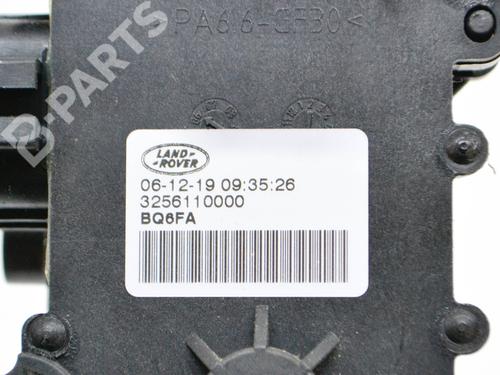 PA66-GF30<
B-PARTS
LAND-
ROVER
06-12-19 09:35:26
3256110000
BQ6FA